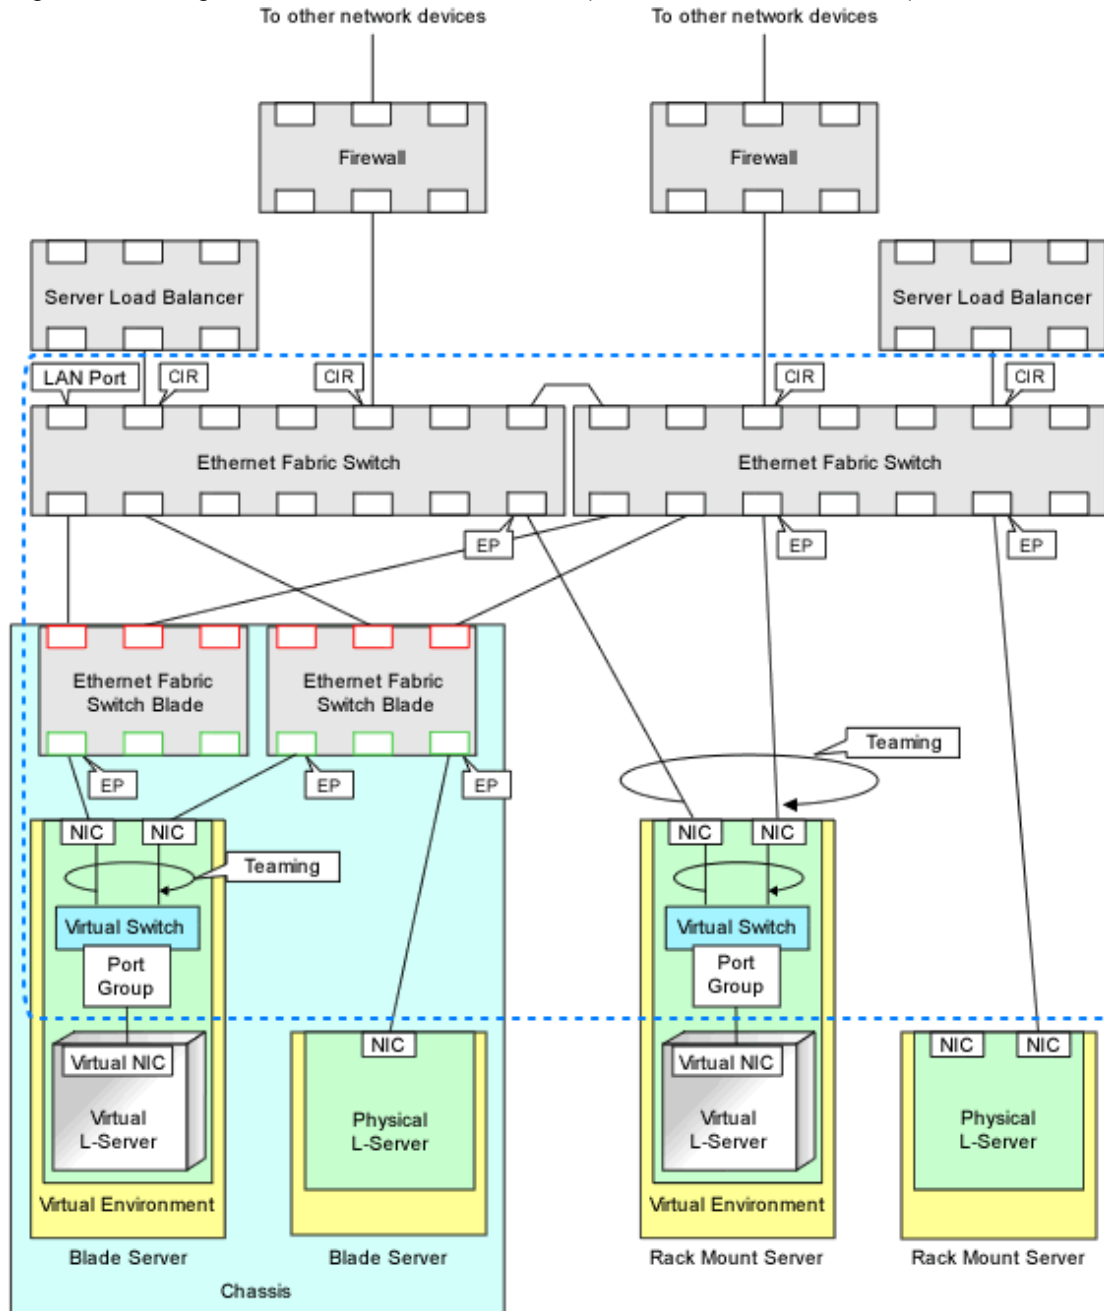 To other network devices
To other network devices
Firewall
Firewall
Server Load Balancer
Server Load Balancer
LAN Port
CIR
CIR
CIR
CIR
Ethernet Fabric Switch
Ethernet Fabric Switch
EP
EP
EP
Ethernet Fabric
Switch Blade
Ethernet Fabric
Switch Blade
Teaming
EP
EP
EP
NIC
NIC
NIC
NIC
Teaming
Virtual Switch
Virtual Switch
Port
Group
Port
Group
NIC
NIC
NIC
Virtual NIC
Virtual NIC
Virtual
L-Server
Physical
L-Server
Virtual
L-Server
Physical
L-Server
Virtual Environment
Virtual Environment
Blade Server
Blade Server
Rack Mount Server
Rack Mount Server
Chassis